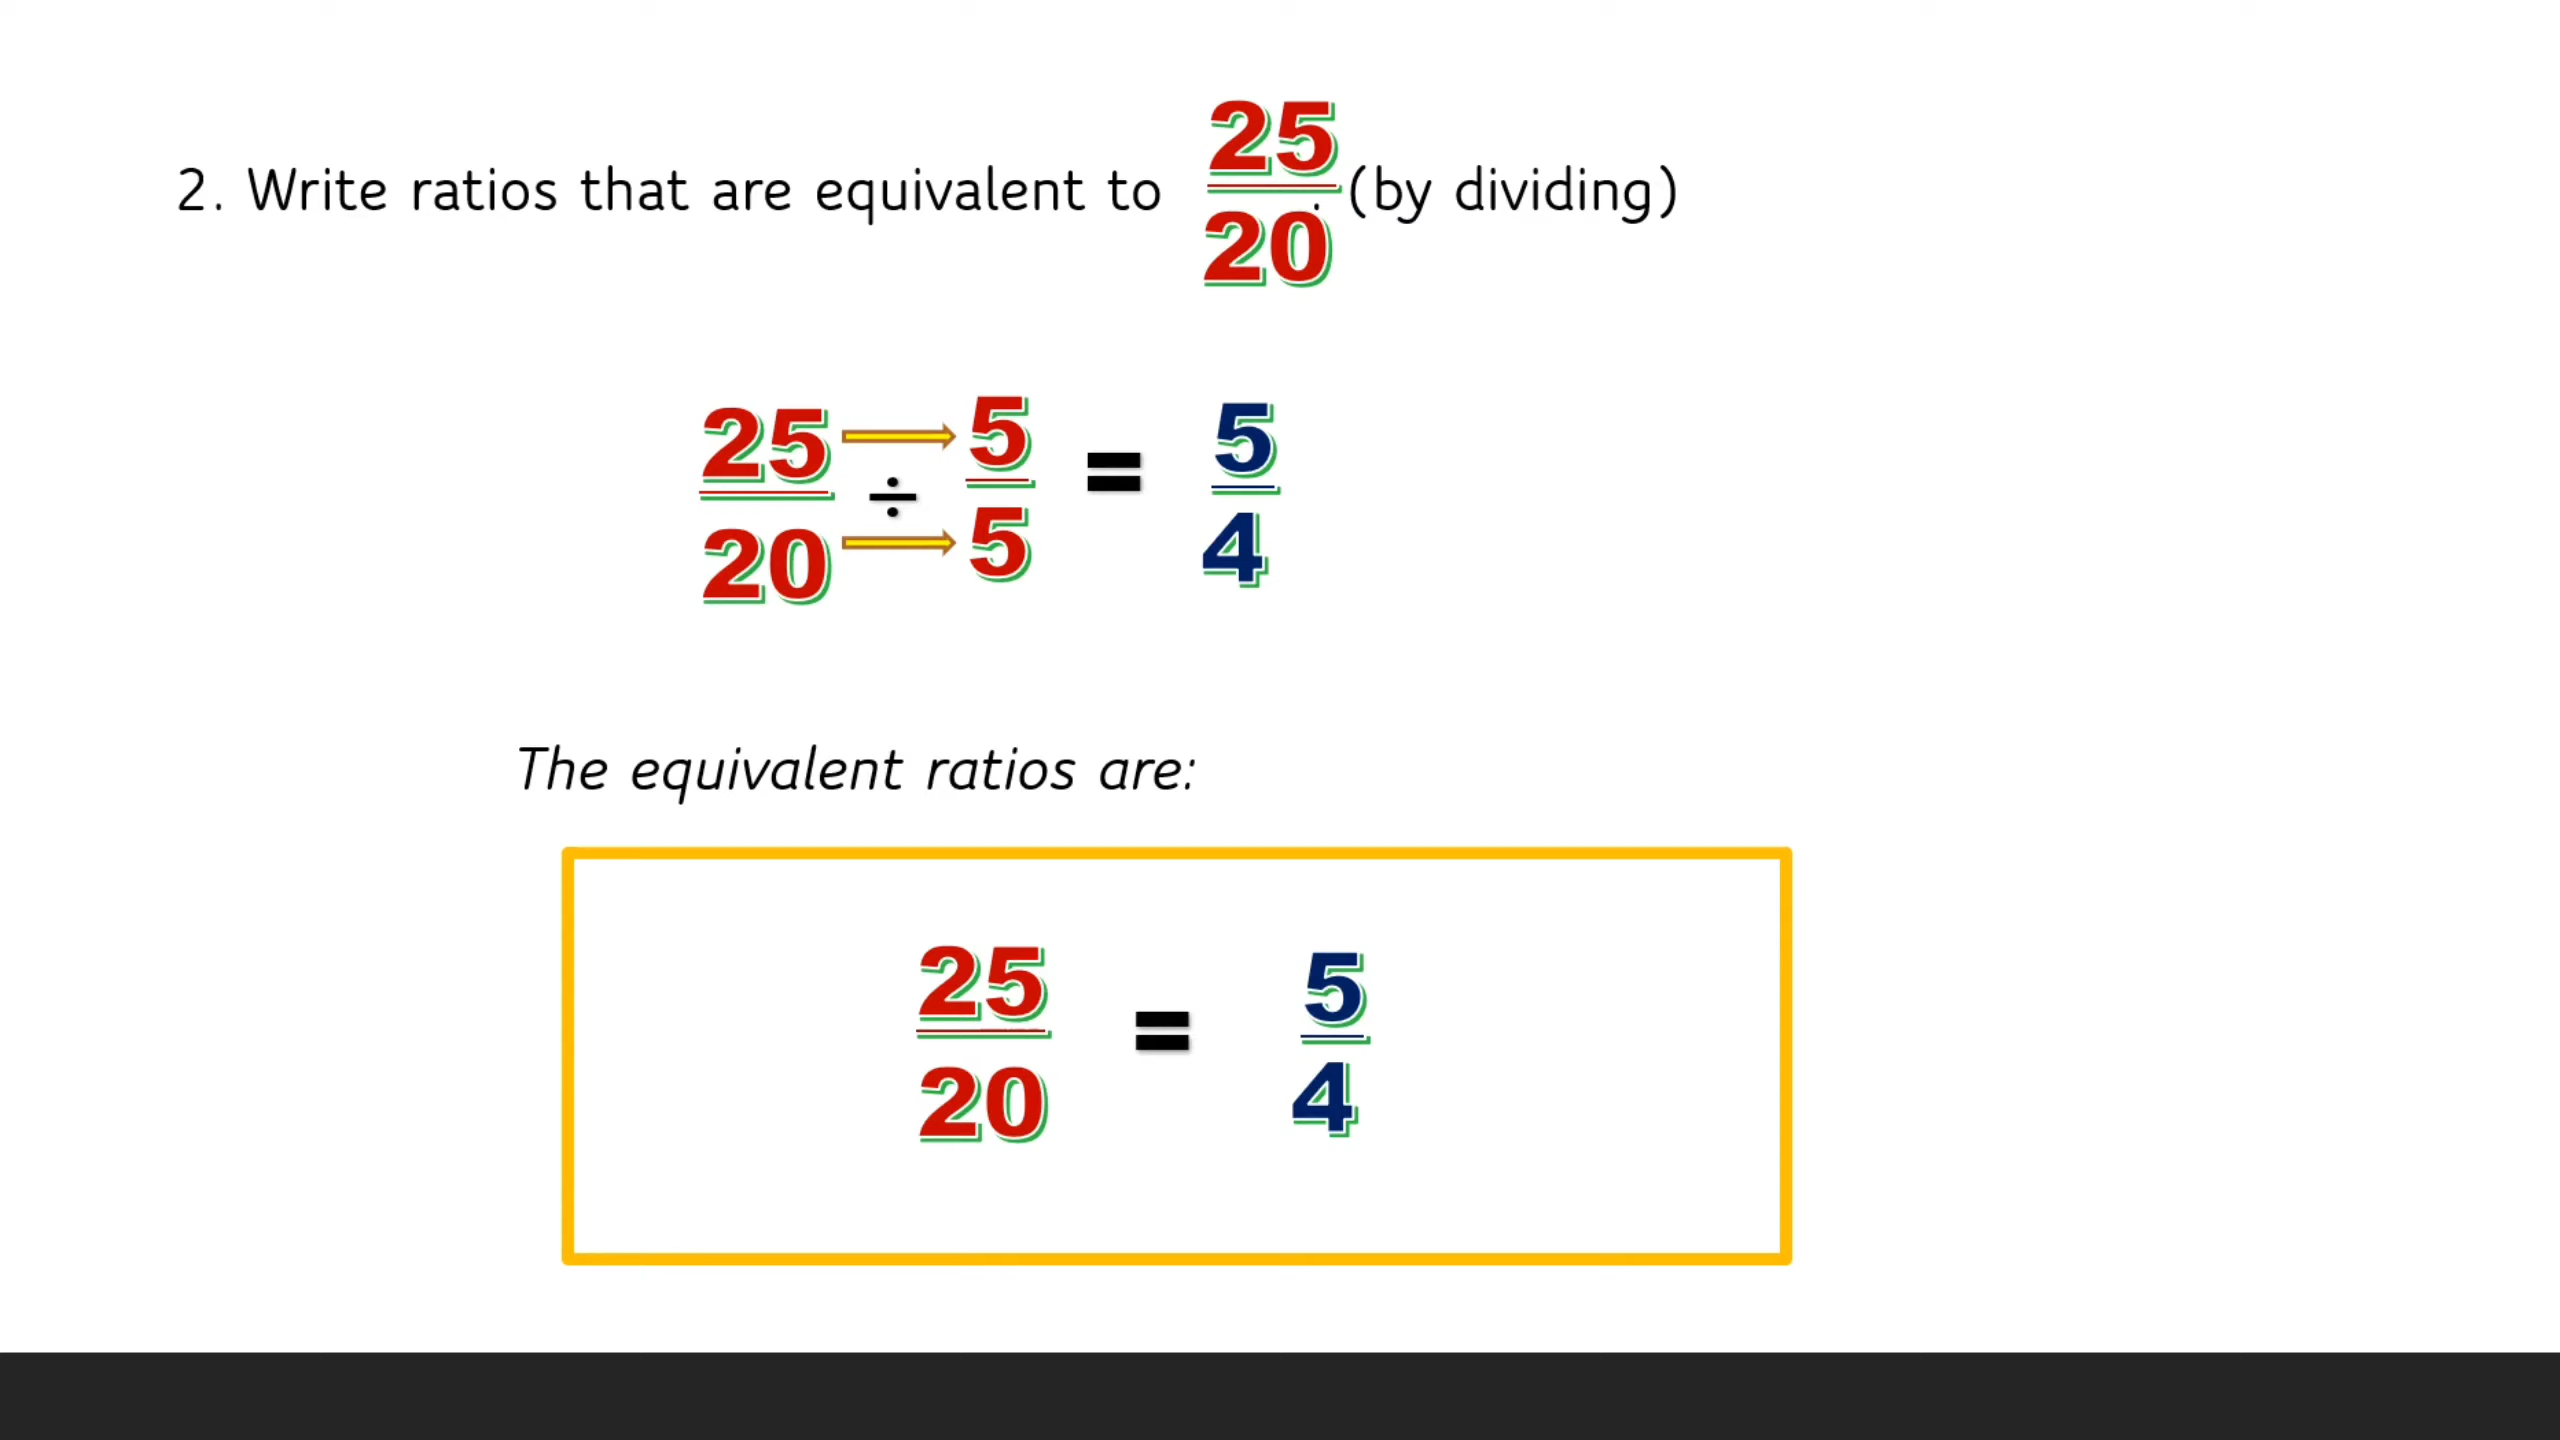 2. Write ratios that are equivalent to 25/20. (by dividing)
25/20 ÷ 5/5 = 5/4
The equivalent ratios are:
25/20 = 5/4